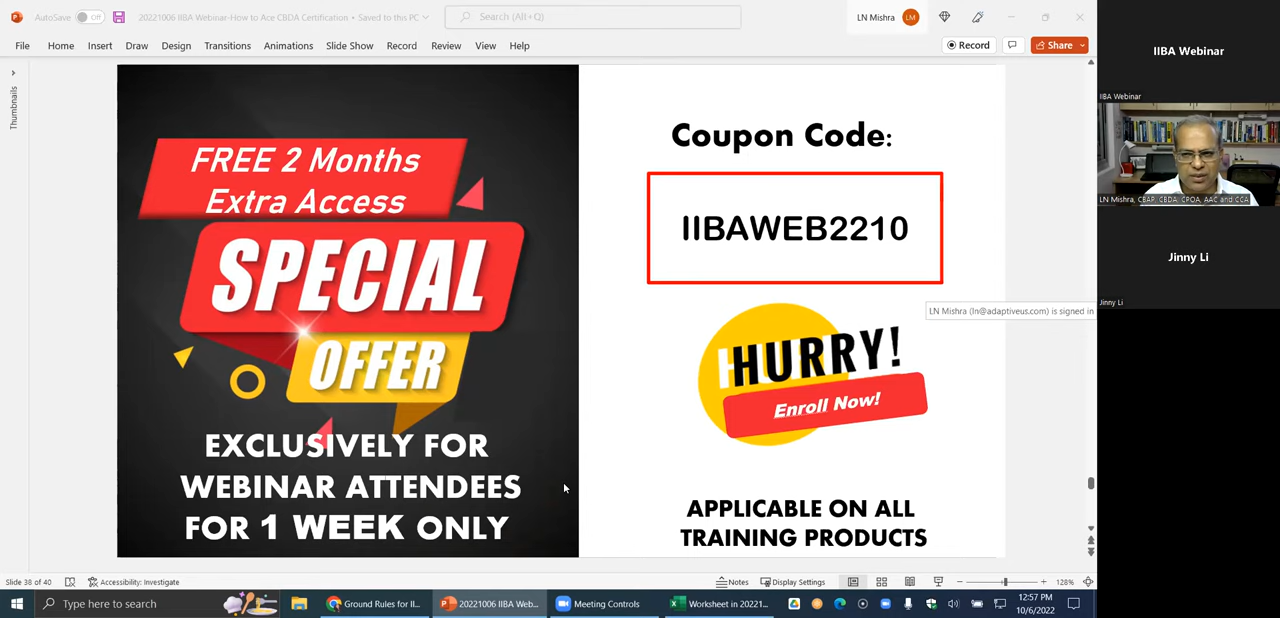 AutoSave
Off
20221006 IIBA Webinar-How to Ace CBDA Certification • Saved to this PC
Search (Alt+Q)
LN Mishra
LM
File
Home
Insert
Draw
Design
Transitions
Animations
Slide Show
Record
Review
View
Help
Record
Share
Thumbnails
FREE 2 Months
Extra Access
SPECIAL
OFFER
EXCLUSIVELY FOR
WEBINAR ATTENDEES
FOR 1 WEEK ONLY
Coupon Code:
IIBAWEB2210
HURRY!
Enroll Now!
APPLICABLE ON ALL
TRAINING PRODUCTS
LN Mishra (ln@adaptiveus.com) is signed in
IIBA Webinar
IIBA Webinar
LN Mishra, CBAP, CBDA, CPOA, AAC and CCA
Jinny Li
Jinny Li
Slide 38 of 40
Accessibility: Investigate
Notes
Display Settings
128%
Type here to search
Ground Rules for II...
20221006 IIBA Web...
Meeting Controls
Worksheet in 20221...
12:57 PM
10/6/2022